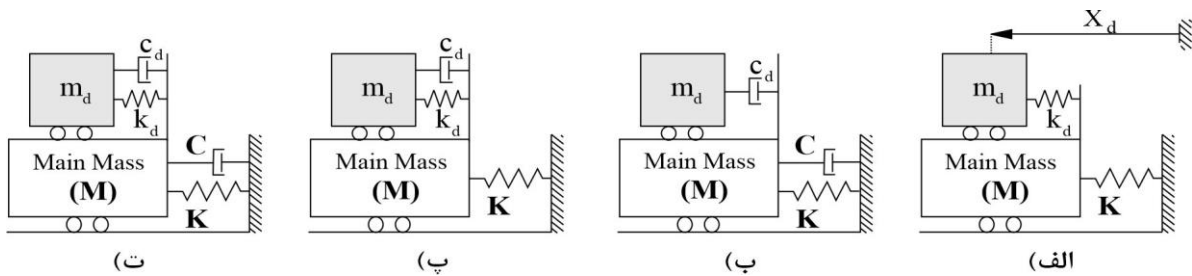 c_d
m_d
k_d
C
Main Mass
(M)
K
ت)
c_d
m_d
k_d
Main Mass
(M)
K
پ)
c_d
m_d
C
Main Mass
(M)
K
ب)
X_d
m_d
k_d
Main Mass
(M)
K
الف)